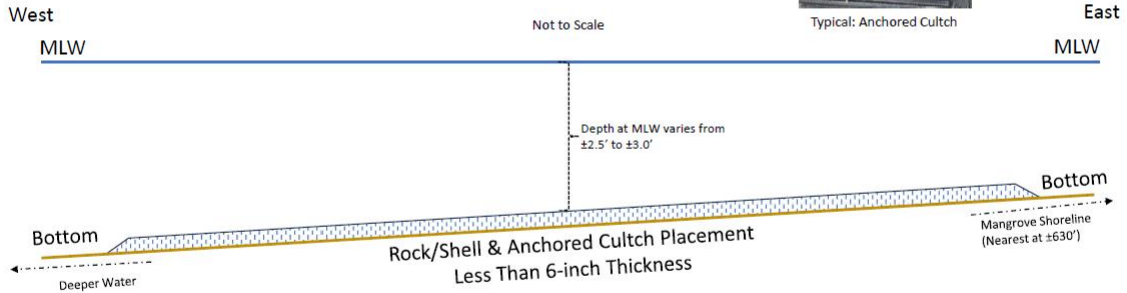 West
East
Not to Scale
Typical: Anchored Cultch
MLW
MLW
Depth at MLW varies from
±2.5' to ±3.0'
Bottom
Bottom
Rock/Shell & Anchored Cultch Placement
Less Than 6-inch Thickness
Mangrove Shoreline
(Nearest at ±630')
Deeper Water